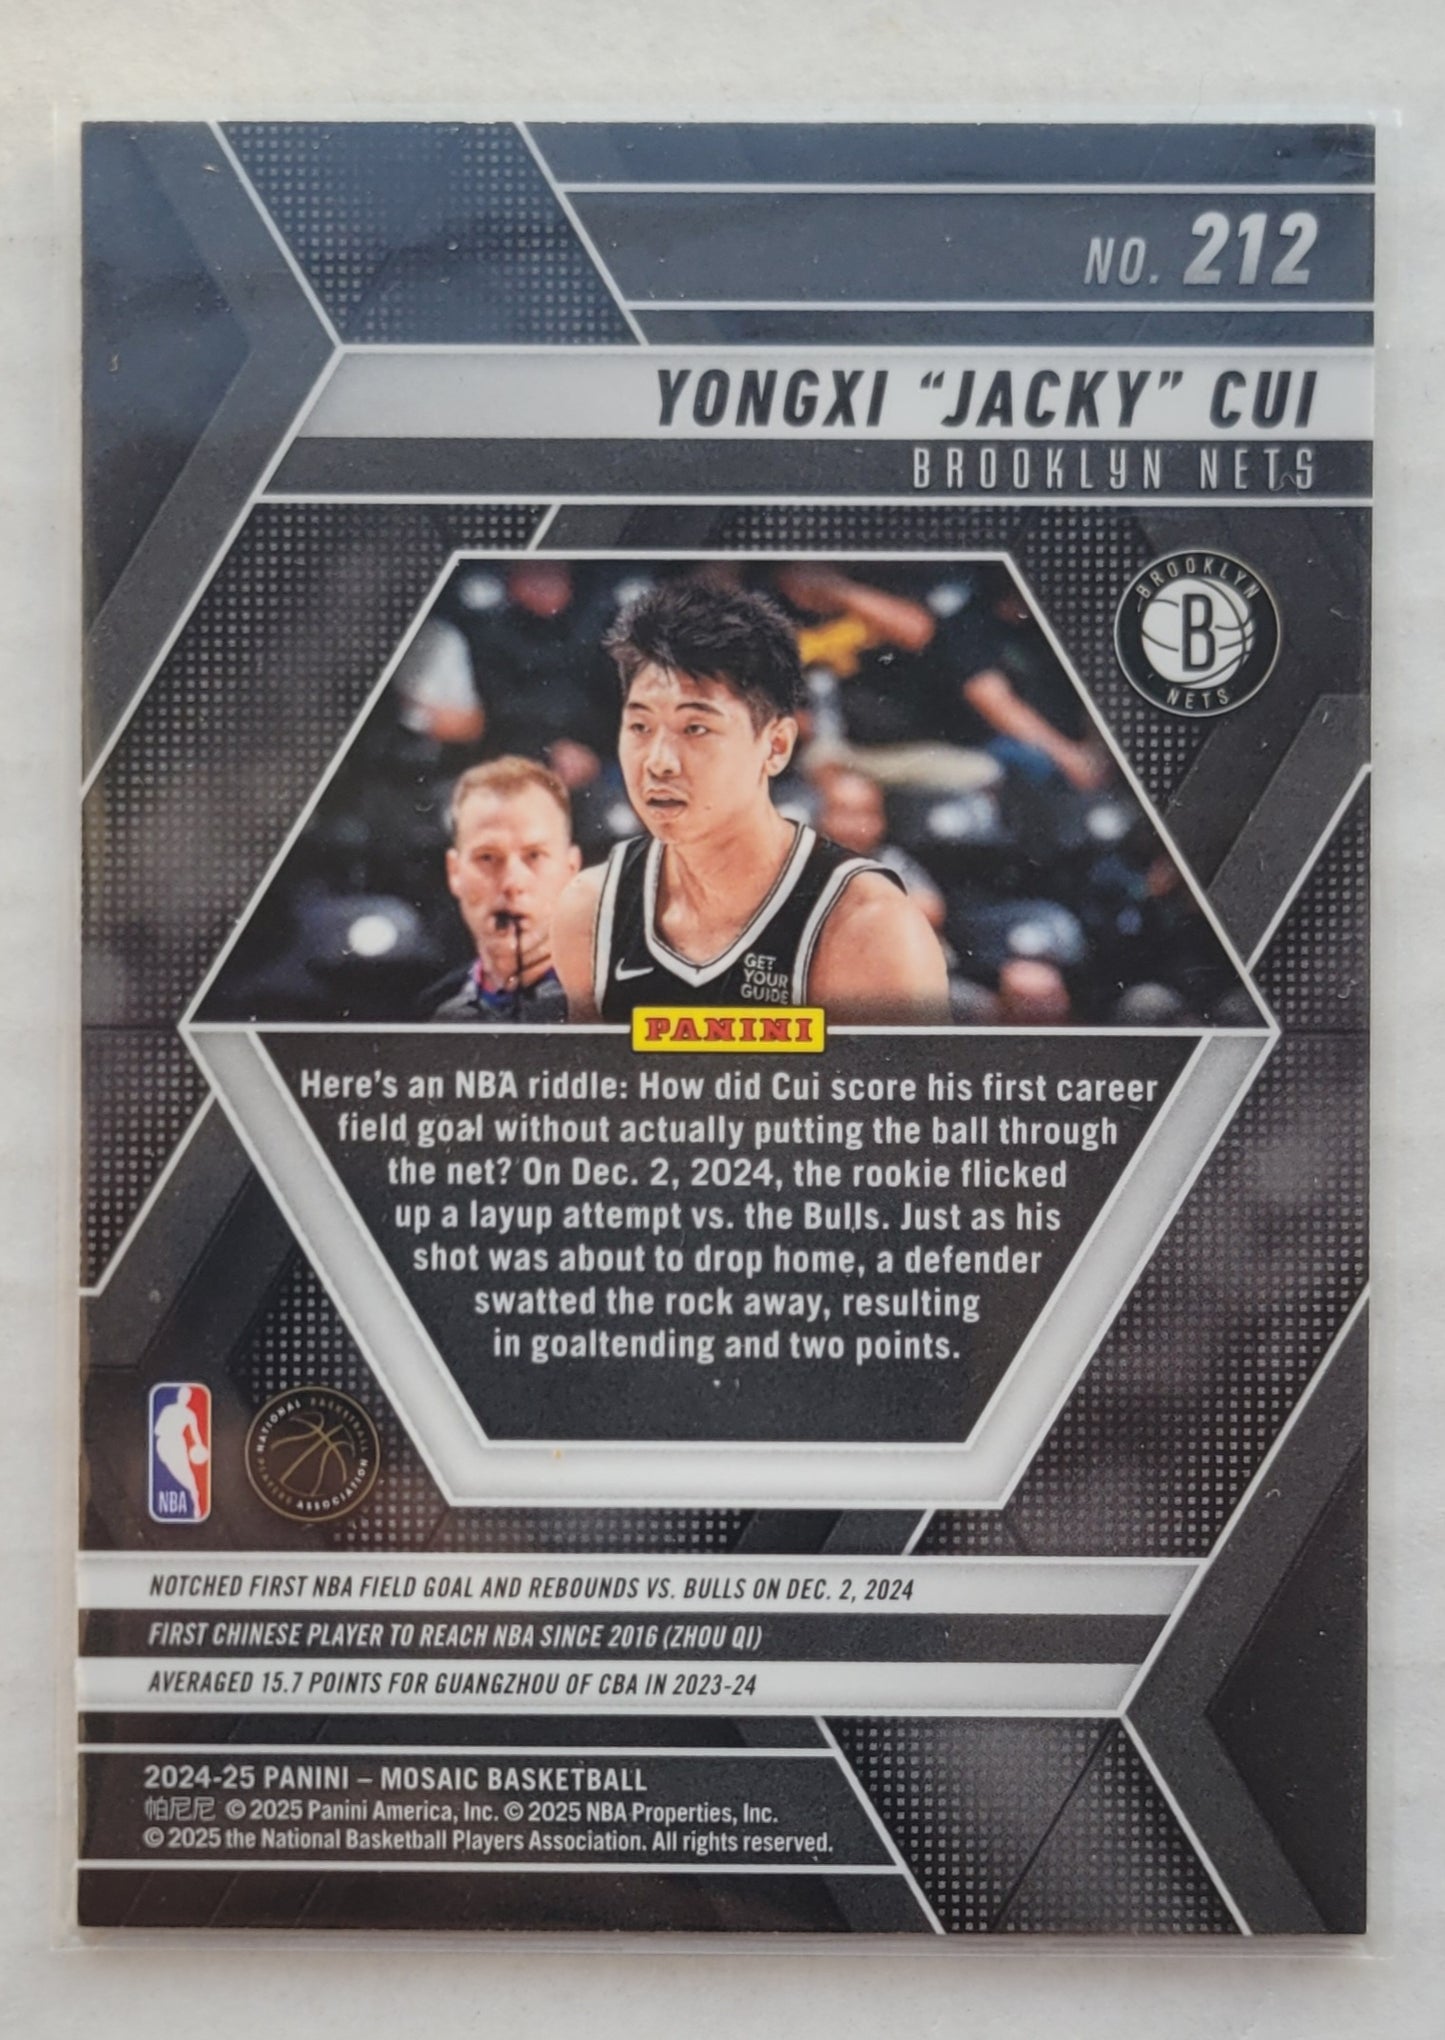 NO. 212
YONGXI “JACKY” CUI
BROOKLYN NETS
BROOKLYN
B
NETS
GET
YOUR
GUIDE
PANINI
Here's an NBA riddle: How did Cui score his first career
field goal without actually putting the ball through
the net? On Dec. 2, 2024, the rookie flicked
up a layup attempt vs. the Bulls. Just as his
shot was about to drop home, a defender
swatted the rock away, resulting
in goaltending and two points.
NBA
NATIONAL BASKETBALL
PLAYERS ASSOCIATION
NOTCHED FIRST NBA FIELD GOAL AND REBOUNDS VS. BULLS ON DEC. 2, 2024
FIRST CHINESE PLAYER TO REACH NBA SINCE 2016 (ZHOU QI)
AVERAGED 15.7 POINTS FOR GUANGZHOU OF CBA IN 2023-24
2024-25 PANINI – MOSAIC BASKETBALL
帕尼尼 © 2025 Panini America, Inc. © 2025 NBA Properties, Inc.
© 2025 the National Basketball Players Association. All rights reserved.